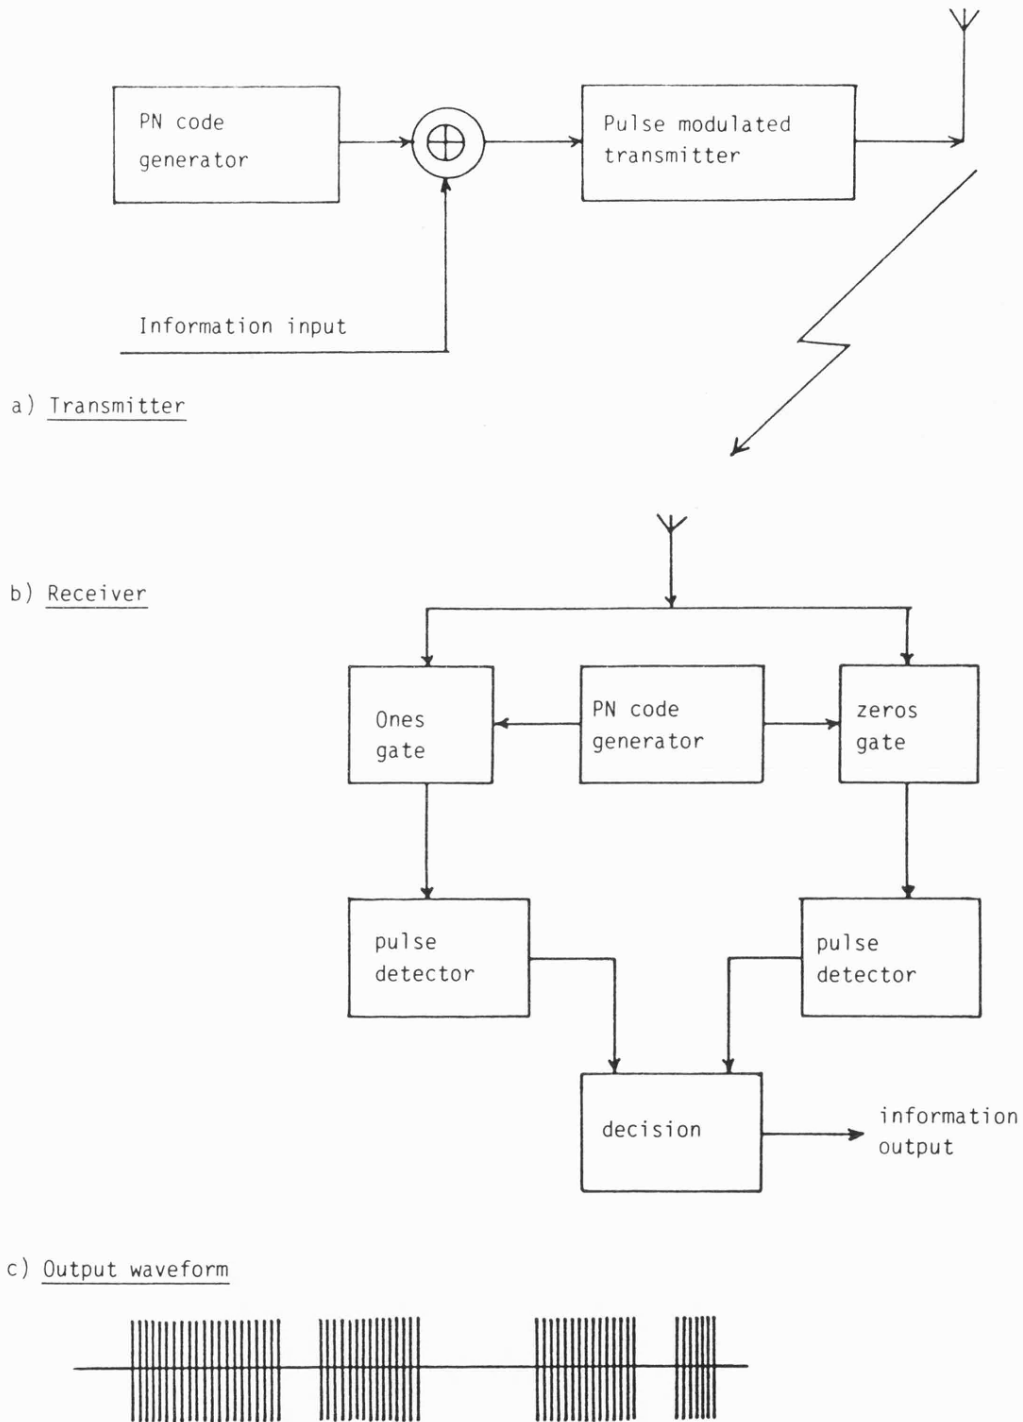 PN code
generator
Pulse modulated
transmitter
Information input
a) Transmitter
b) Receiver
Ones
gate
PN code
generator
zeros
gate
pulse
detector
pulse
detector
decision
information
output
c) Output waveform